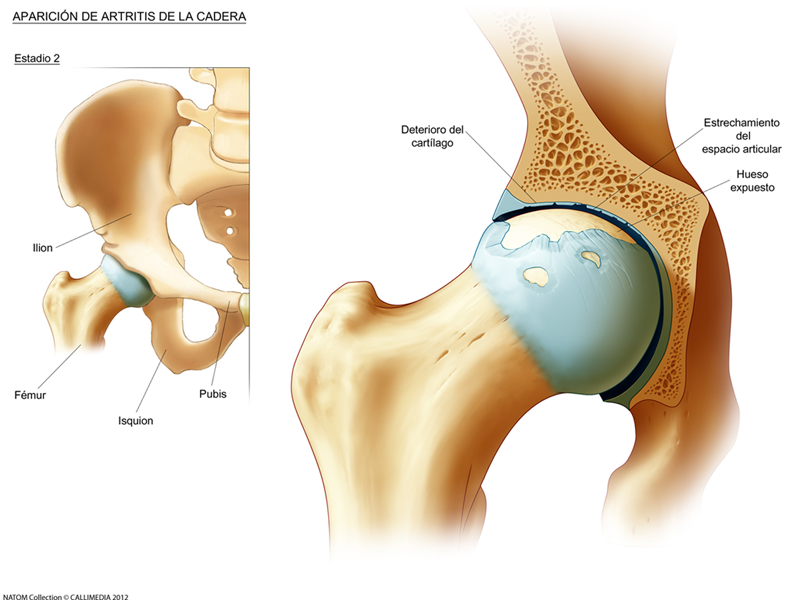 APARICIÓN DE ARTRITIS DE LA CADERA
Estadio 2
Deterioro del
cartílago
Estrechamiento
del
espacio articular
Hueso
expuesto
Ilion
Fémur
Pubis
Isquion
NATOM Collection © CALLIMEDIA 2012